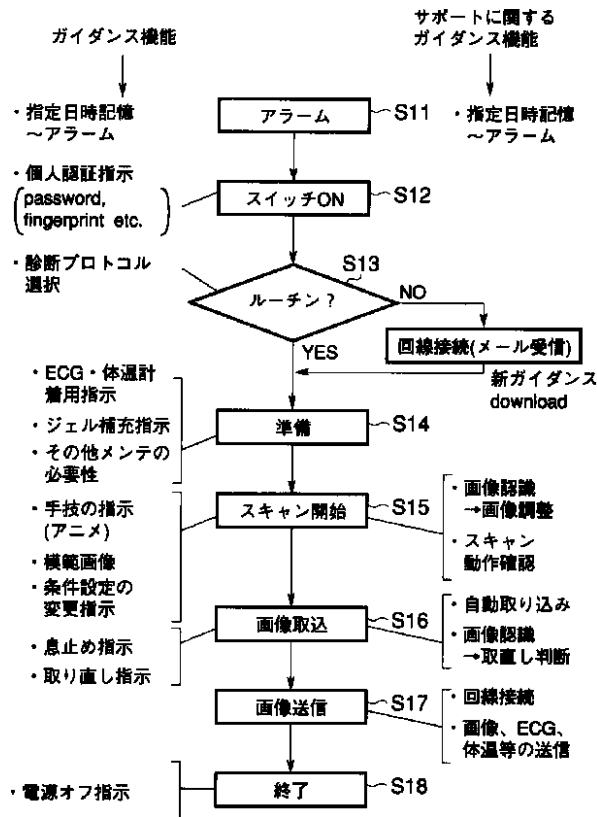 ガイダンス機能
サポートに関する
ガイダンス機能
・指定日時記憶
～アラーム
アラーム
S11
・指定日時記憶
～アラーム
・個人認証指示
(password,
fingerprint etc.)
スイッチON
S12
・診断プロトコル
選択
S13
ルーチン？
NO
YES
回線接続(メール受信)
新ガイダンス
download
・ECG・体温計
着用指示
・ジェル補充指示
・その他メンテの
必要性
準備
S14
・手技の指示
(アニメ)
・模範画像
・条件設定の
変更指示
スキャン開始
S15
・画像認識
→画像調整
・スキャン
動作確認
・息止め指示
・取り直し指示
画像取込
S16
・自動取り込み
・画像認識
→取直し判断
画像送信
S17
・回線接続
・画像、ECG、
体温等の送信
・電源オフ指示
終了
S18